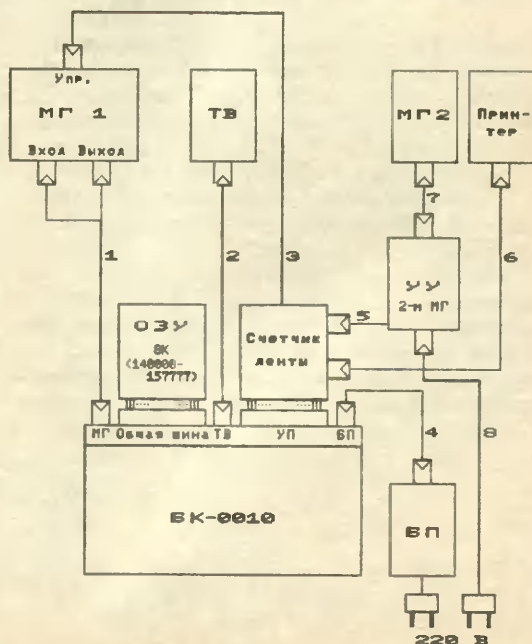 Упр.
МГ 1
Вход Выход
ТВ
МГ2
Принтер
1
2
3
7
6
ОЗУ
8К
(140000-
157777)
Счетчик
ленты
5
УУ
2-м МГ
МГ
Общая шина
ТВ
УП
БП
4
8
БК-0010
БП
220 В